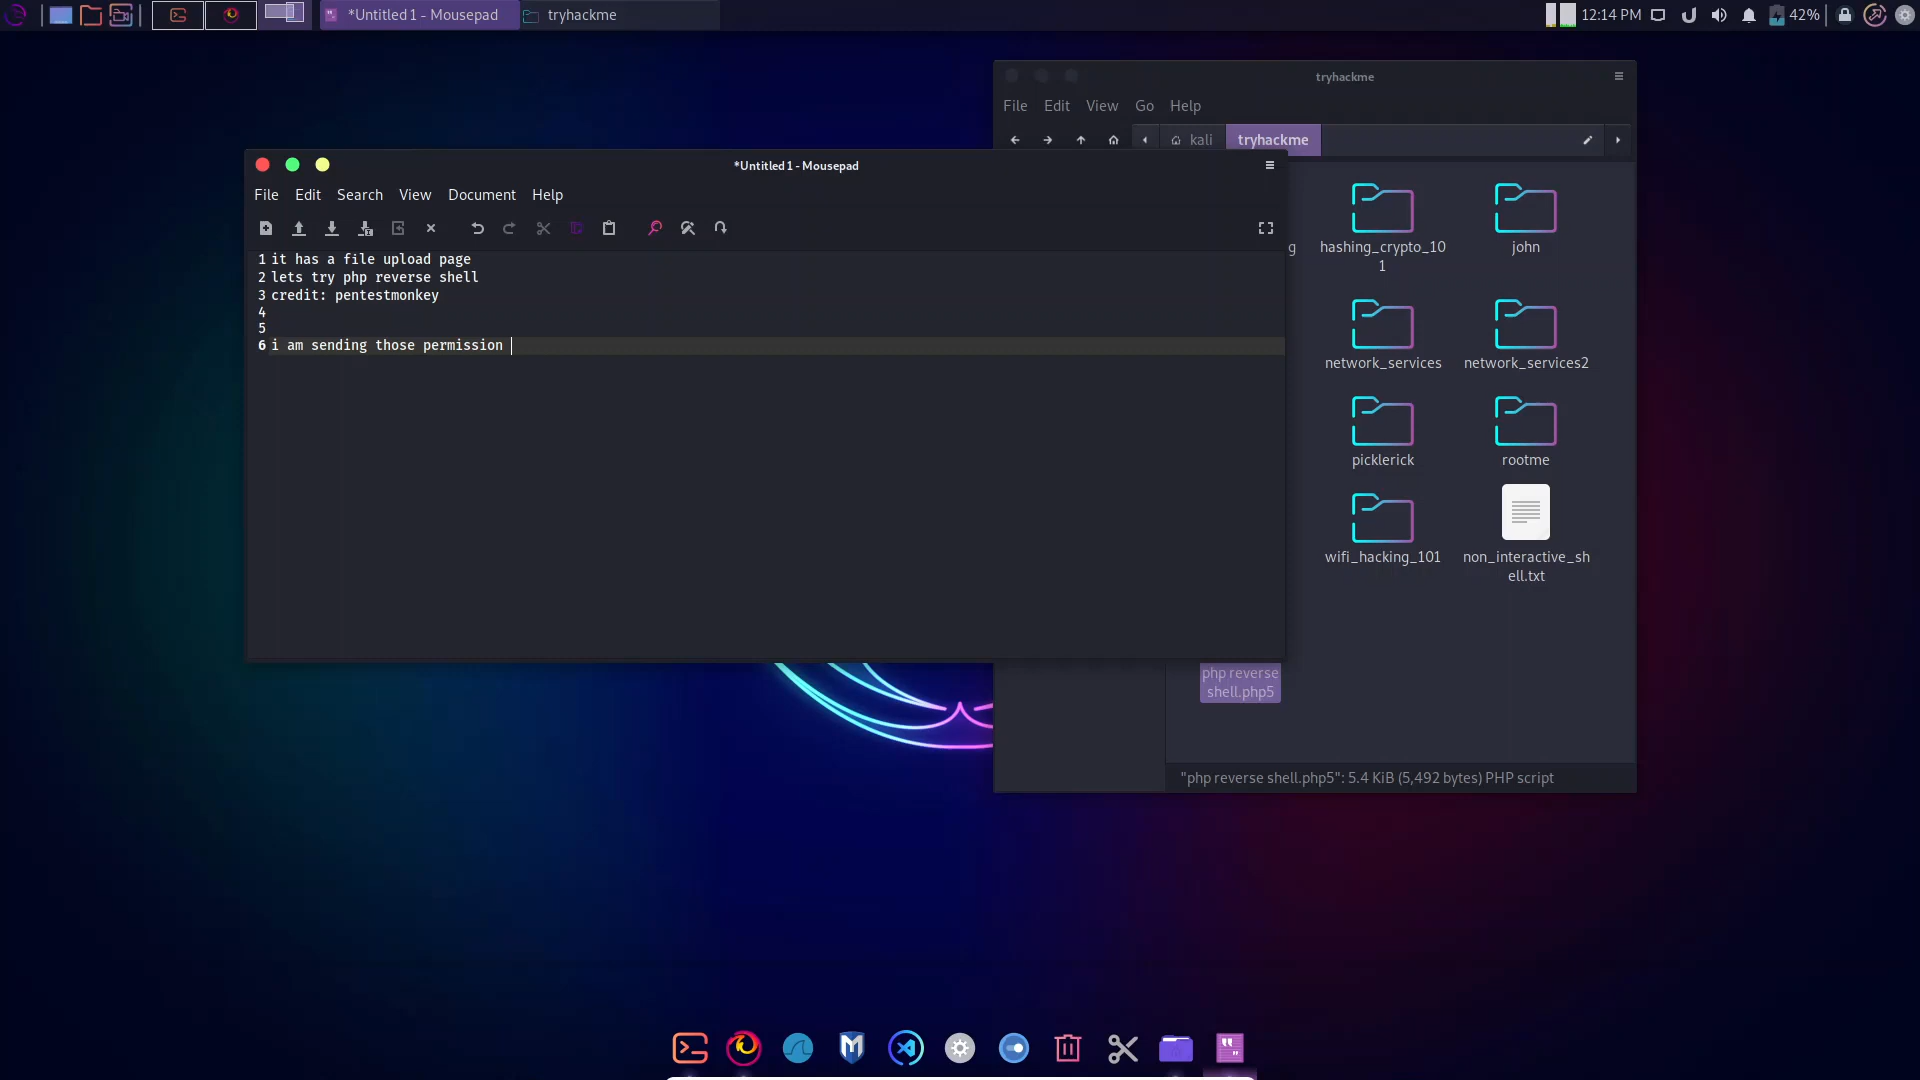 *Untitled 1 - Mousepad
tryhackme
12:14 PM
42%
tryhackme
File Edit View Go Help
kali
tryhackme
*Untitled 1 - Mousepad
File Edit Search View Document Help
1 it has a file upload page
2 lets try php reverse shell
3 credit: pentestmonkey
4
5
6 i am sending those permission
g
hashing_crypto_10
1
john
network_services
network_services2
picklerick
rootme
wifi_hacking_101
non_interactive_sh
ell.txt
php reverse
shell.php5
"php reverse shell.php5": 5.4 KiB (5,492 bytes) PHP script